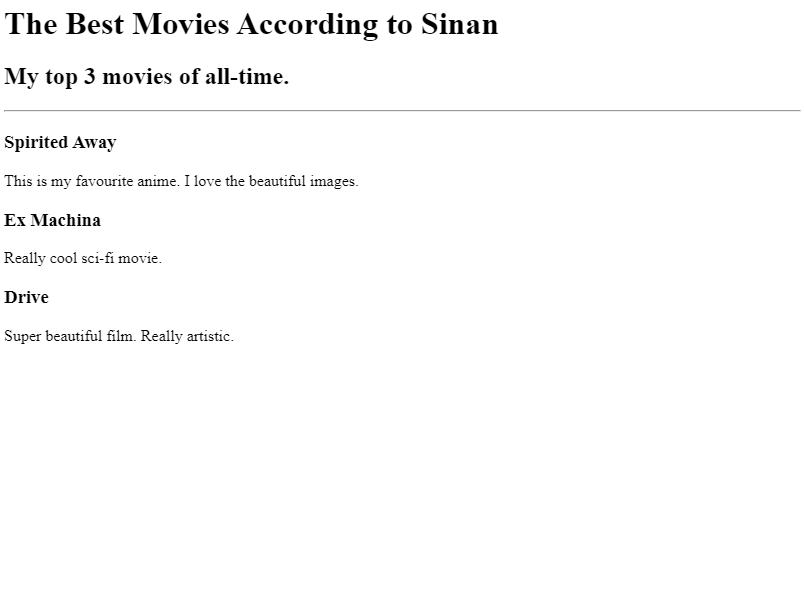 The Best Movies According to Sinan
My top 3 movies of all-time.
Spirited Away
This is my favourite anime. I love the beautiful images.
Ex Machina
Really cool sci-fi movie.
Drive
Super beautiful film. Really artistic.